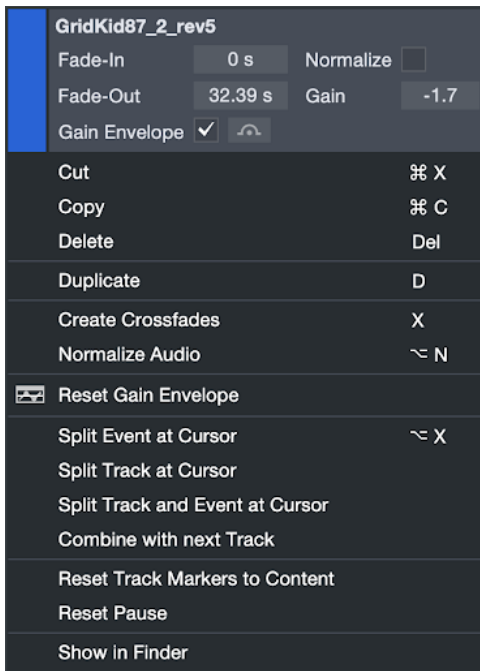 GridKid87_2_rev5
Fade-In 0 s Normalize
Fade-Out 32.39 s Gain -1.7
Gain Envelope
Cut ⌘ X
Copy ⌘ C
Delete Del
Duplicate D
Create Crossfades X
Normalize Audio ⌥ N
Reset Gain Envelope
Split Event at Cursor ⌥ X
Split Track at Cursor
Split Track and Event at Cursor
Combine with next Track
Reset Track Markers to Content
Reset Pause
Show in Finder